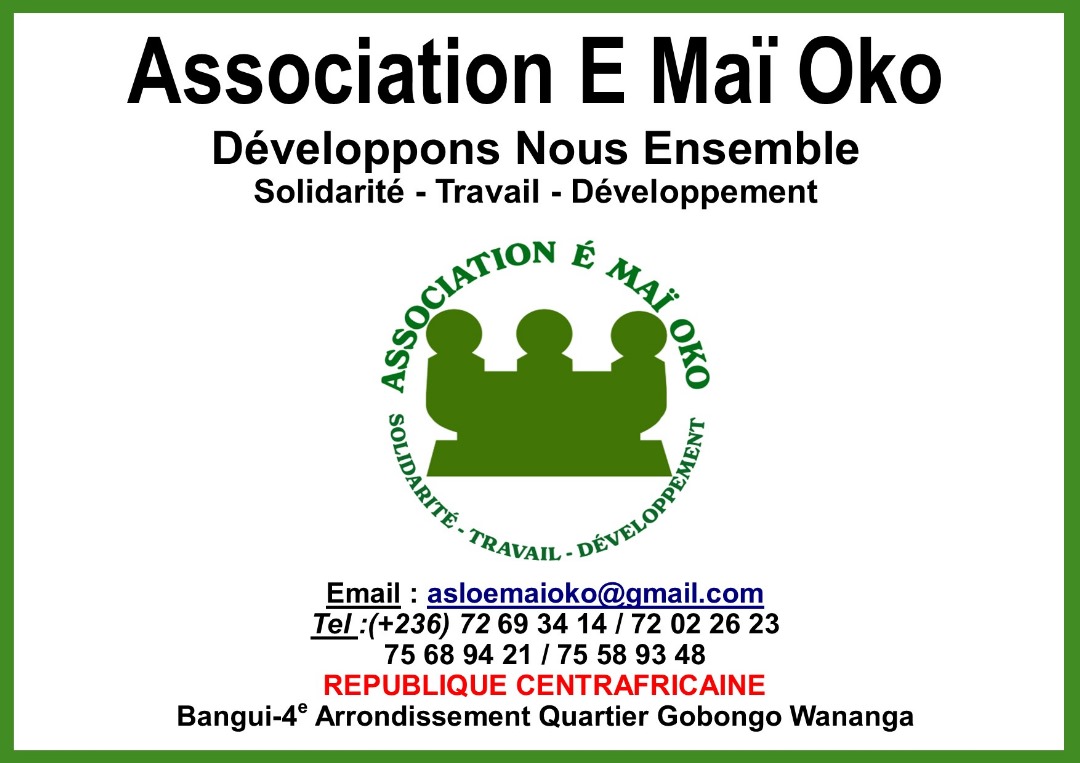 Association E Maï Oko
Développons Nous Ensemble
Solidarité - Travail - Développement
ASSOCIATION É MAÏ OKO
SOLIDARITÉ - TRAVAIL - DÉVELOPPEMENT
Email : asloemaioko@gmail.com
Tel :(+236) 72 69 34 14 / 72 02 26 23
75 68 94 21 / 75 58 93 48
REPUBLIQUE CENTRAFRICAINE
Bangui-4e Arrondissement Quartier Gobongo Wananga